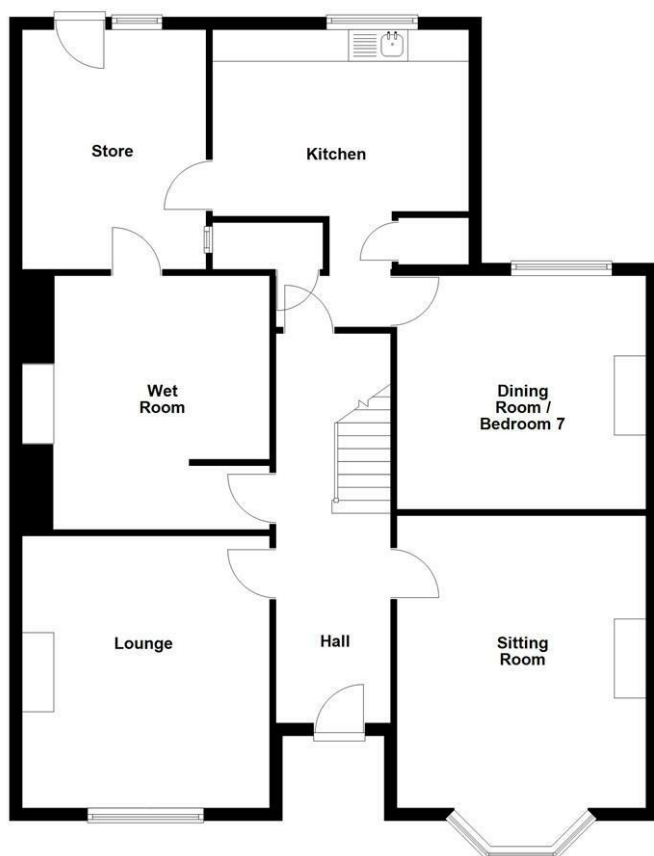 Store
Kitchen
Wet
Room
Dining
Room /
Bedroom 7
Lounge
Hall
Sitting
Room